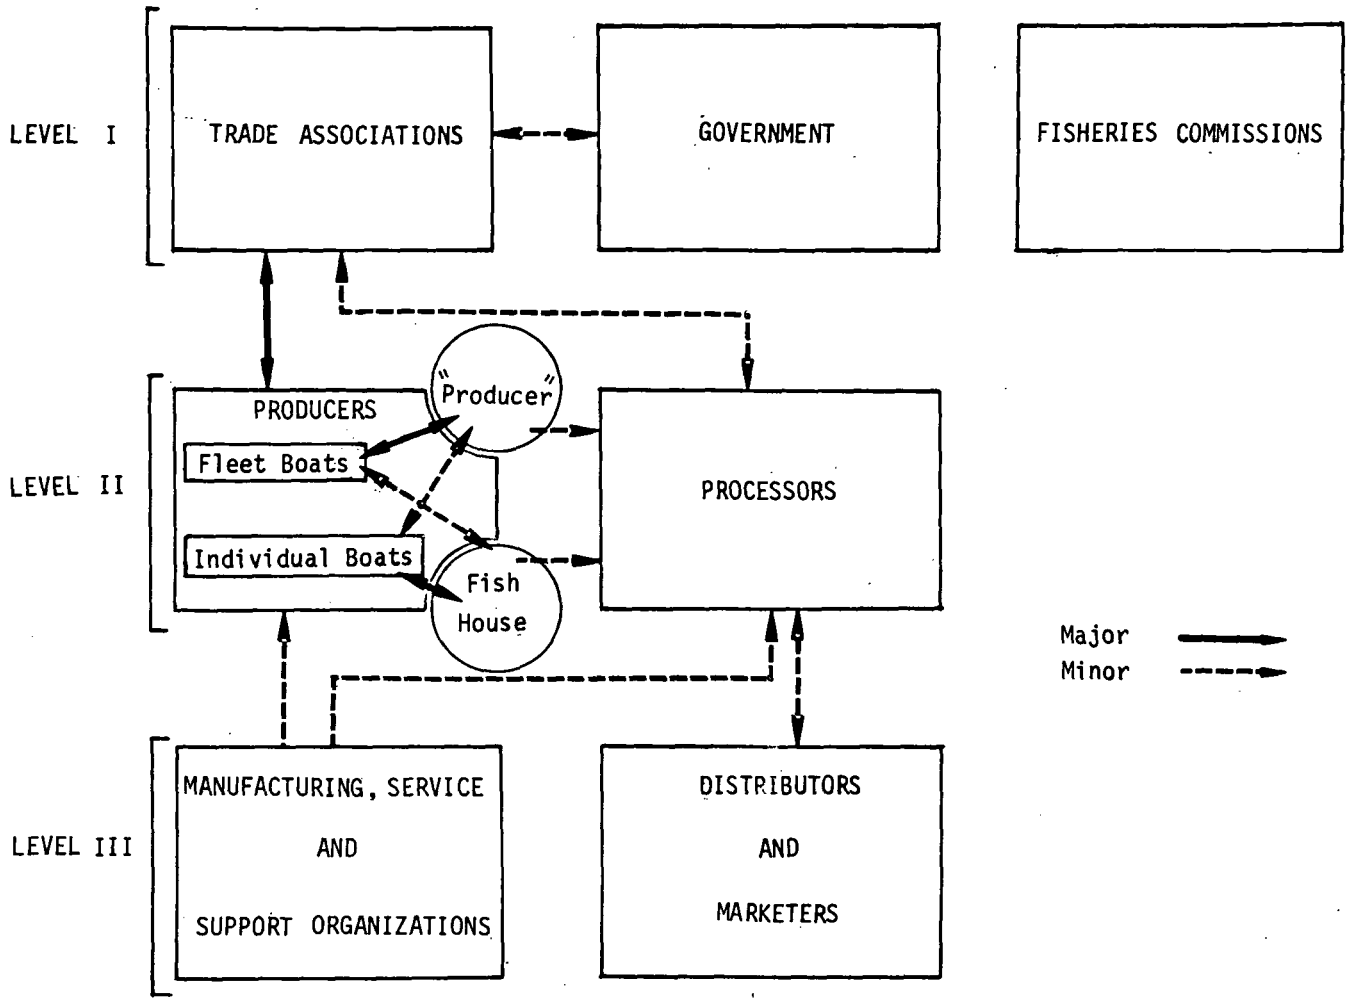 LEVEL I
TRADE ASSOCIATIONS
GOVERNMENT
FISHERIES COMMISSIONS
LEVEL II
PRODUCERS
Fleet Boats
Individual Boats
"Producer"
Fish
House
PROCESSORS
Major
Minor
LEVEL III
MANUFACTURING, SERVICE
AND
SUPPORT ORGANIZATIONS
DISTRIBUTORS
AND
MARKETERS